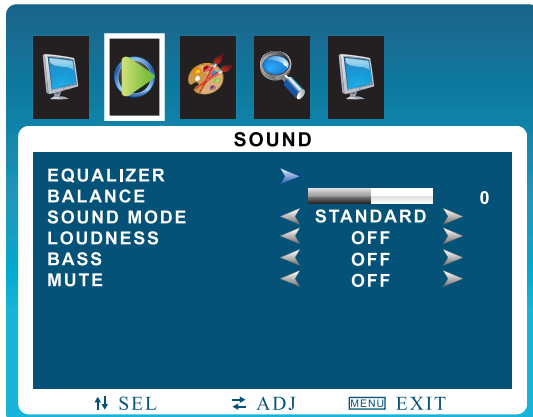 SOUND
EQUALIZER
BALANCE 0
SOUND MODE STANDARD
LOUDNESS OFF
BASS OFF
MUTE OFF
SEL ADJ MENU EXIT